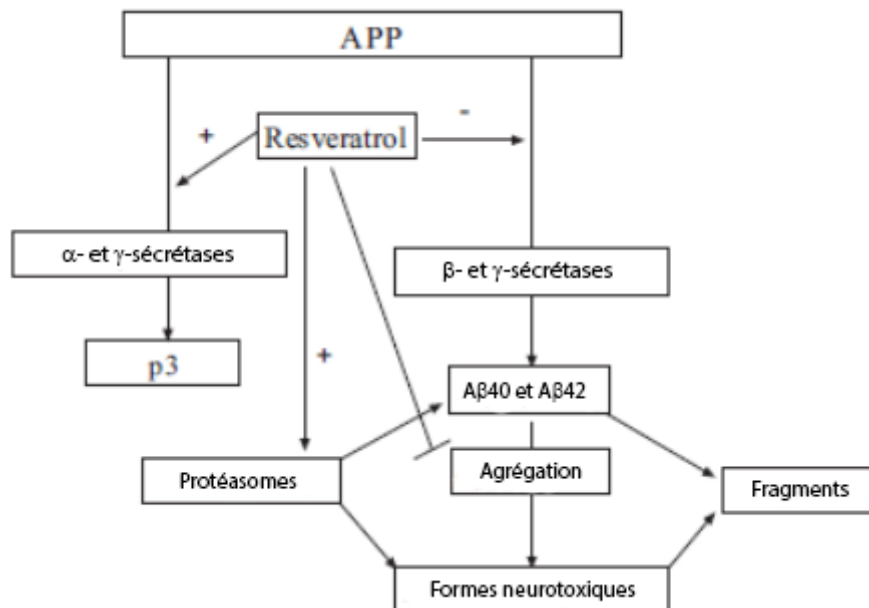 APP
+
Resveratrol
-
α- et γ-sécrétases
β- et γ-sécrétases
p3
+
Aβ40 et Aβ42
Protéasomes
Agrégation
Fragments
Formes neurotoxiques